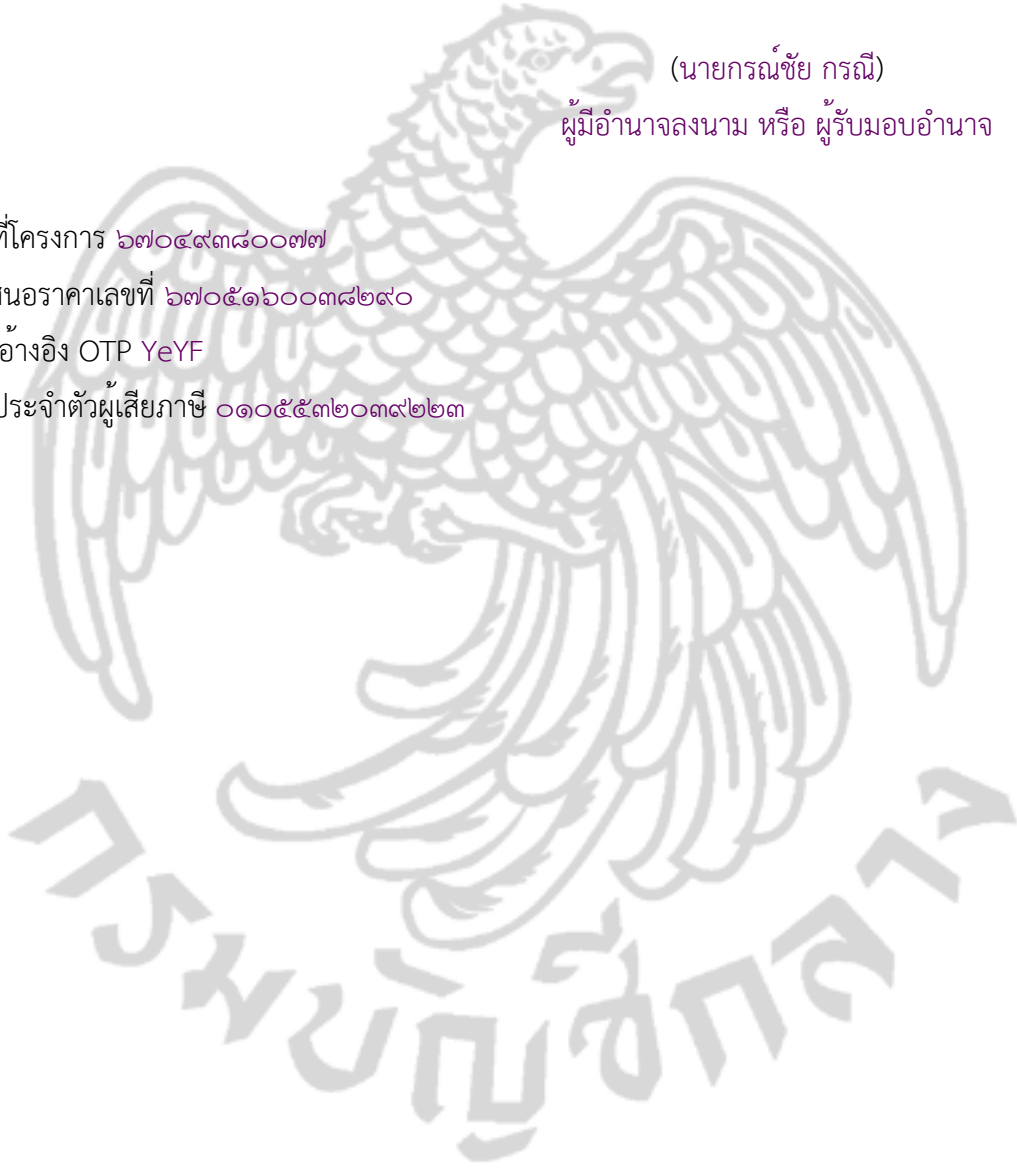 (นายกรณ์ชัย กรณี)
ผู้มีอำนาจลงนาม หรือ ผู้รับมอบอำนาจ
ที่โครงการ ๖๗๐๔๙๓๘๐๐๗๗
สนอราคาเลขที่ ๖๗๐๕๑๖๐๐๓๘๒๙๐
อ้างอิง OTP YeYF
ประจำตัวผู้เสียภาษี ๐๑๐๕๕๓๒๐๓๙๒๒๓
กรมบัญชีกลาง